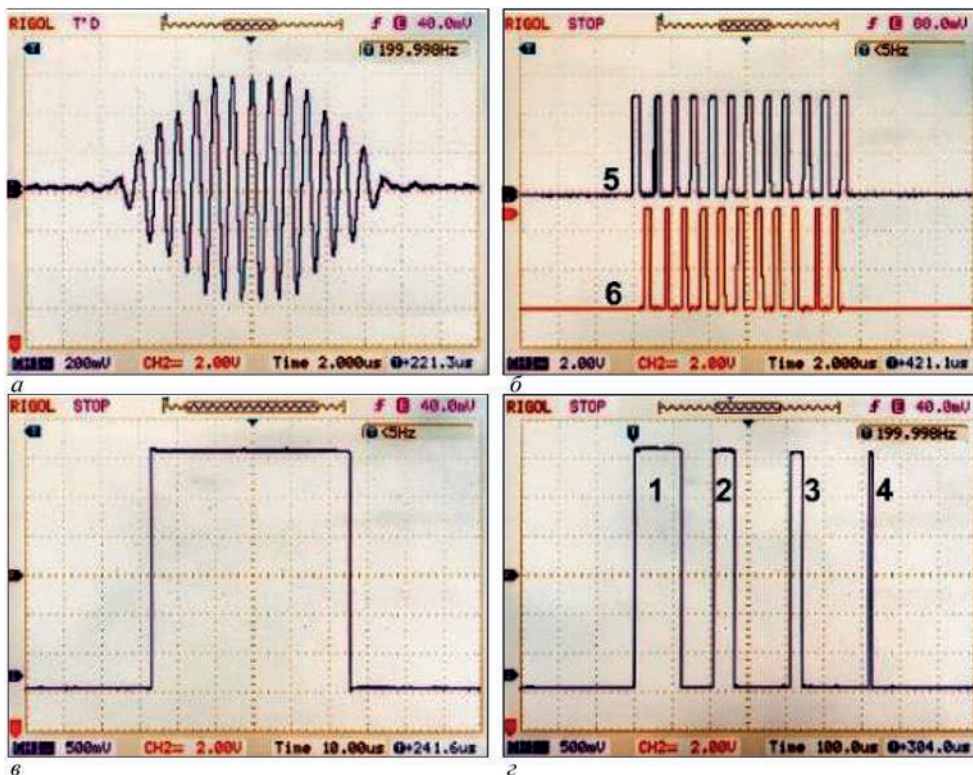 RIGOL T'D 40.0mV
199.998Hz
200mV CH2= 2.00V Time 2.000us +221.3us
а
RIGOL STOP 88.0mV
<5Hz
5
6
2.00V CH2= 2.00V Time 2.000us +421.1us
б
RIGOL STOP 40.0mV
<5Hz
500mV CH2= 2.00V Time 10.00us +241.6us
в
RIGOL STOP 40.0mV
199.998Hz
1 2 3 4
500mV CH2= 2.00V Time 100.0us +304.0us
г